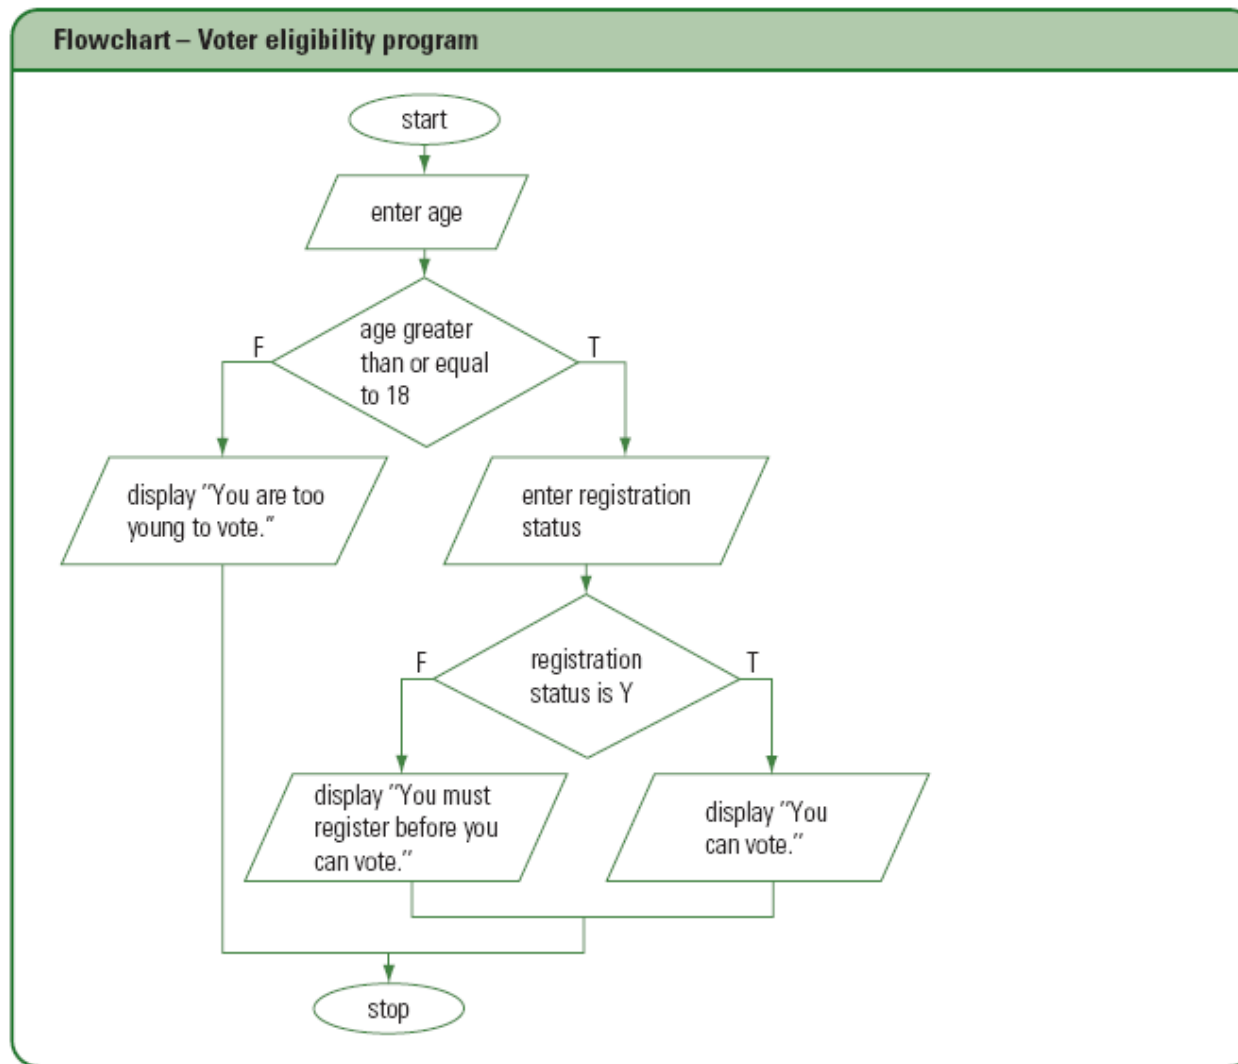 Flowchart – Voter eligibility program
start
enter age
age greater
than or equal
to 18
F
T
display "You are too
young to vote."
enter registration
status
registration
status is Y
F
T
display "You must
register before you
can vote."
display "You
can vote."
stop